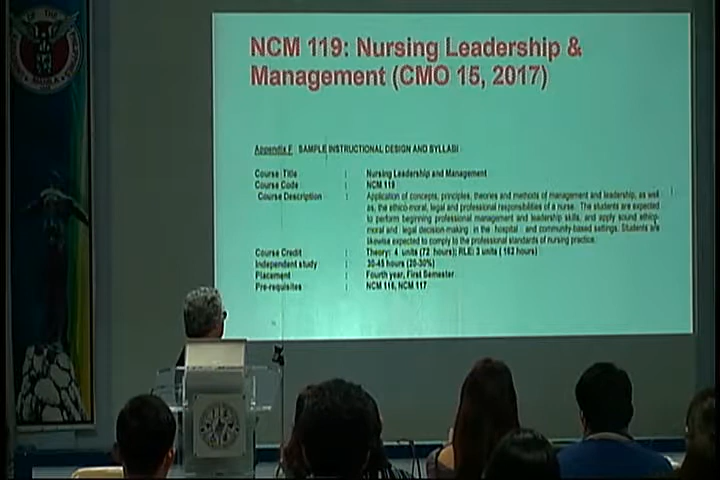 NCM 119: Nursing Leadership &
Management (CMO 15, 2017)
Appendix F SAMPLE INSTRUCTIONAL DESIGN AND SYLLABI
Course Title : Nursing Leadership and Management
Course Code : NCM 119
Course Description : Application of concepts, principles, theories and methods of management and leadership, as well
as, the ethico-moral, legal and professional responsibilities of a nurse. The students are expected
to perform beginning professional management and leadership skills, and apply sound ethico-
moral and legal decision-making in the hospital and community-based settings. Students are
likewise expected to comply to the professional standards of nursing practice.
Course Credit : Theory: 4 units (72 hours); RLE: 3 units (162 hours)
Independent study : 30-45 hours (20-30%)
Placement : Fourth year, First Semester
Pre-requisites : NCM 116, NCM 117
OF THE
MANILA